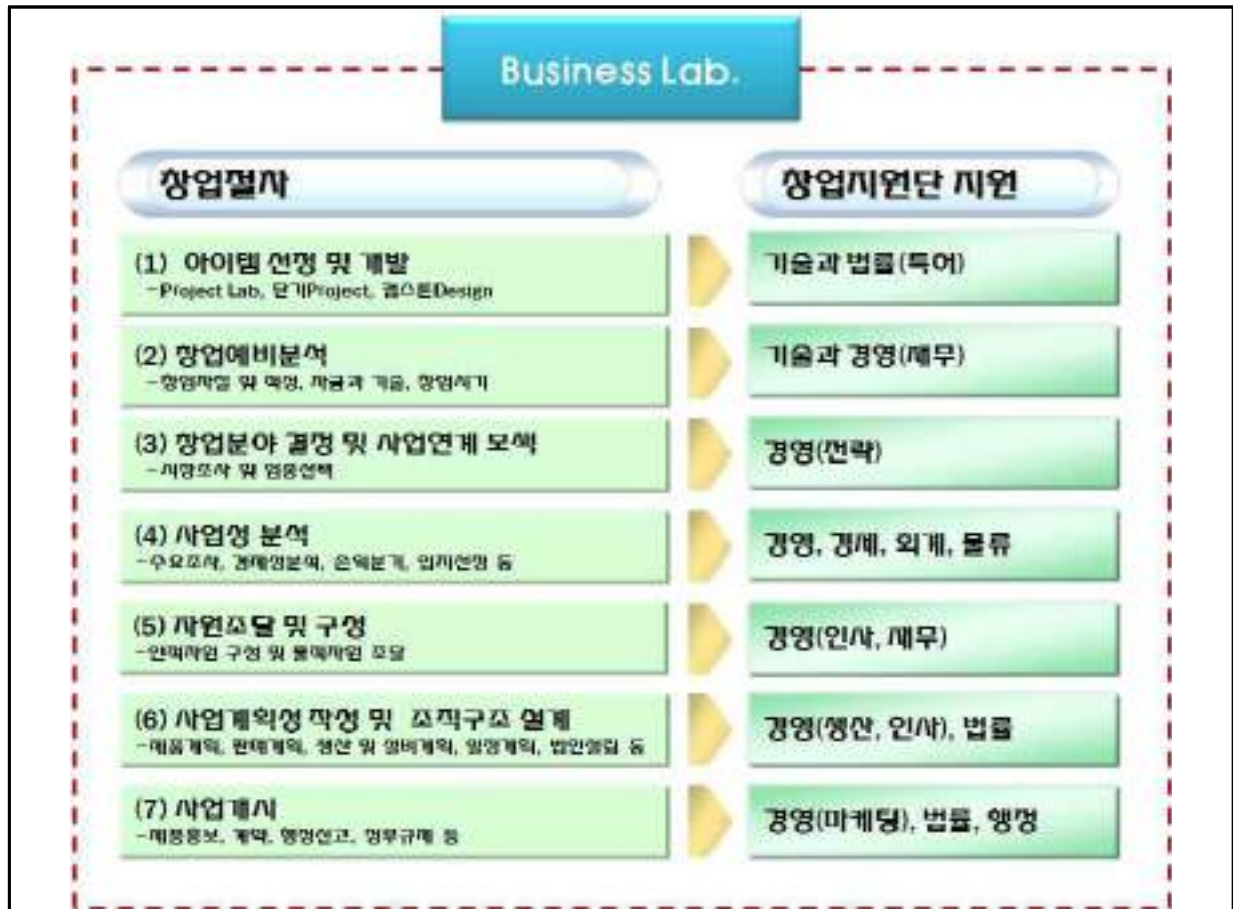 Business Lab.
창업절차
창업지원단 지원
(1) 아이템 선정 및 개발
-Project Lab, 단기Project, 캡스톤Design
기술과 법률(특허)
(2) 창업예비분석
-창업자질 및 적성, 자금과 기술, 창업시기
기술과 경영(재무)
(3) 창업분야 결정 및 사업연계 모색
-시장조사 및 업종선택
경영(전략)
(4) 사업성 분석
-수요조사, 경제성분석, 손익분기, 입지선정 등
경영, 경제, 회계, 물류
(5) 자원조달 및 구성
-인적자원 구성 및 물적자원 조달
경영(인사, 재무)
(6) 사업계획성 작성 및 조직구조 설계
-제품계획, 판매계획, 생산 및 설비계획, 일정계획, 법인설립 등
경영(생산, 인사), 법률
(7) 사업개시
-제품홍보, 계약, 행정신고, 정부규제 등
경영(마케팅), 법률, 행정